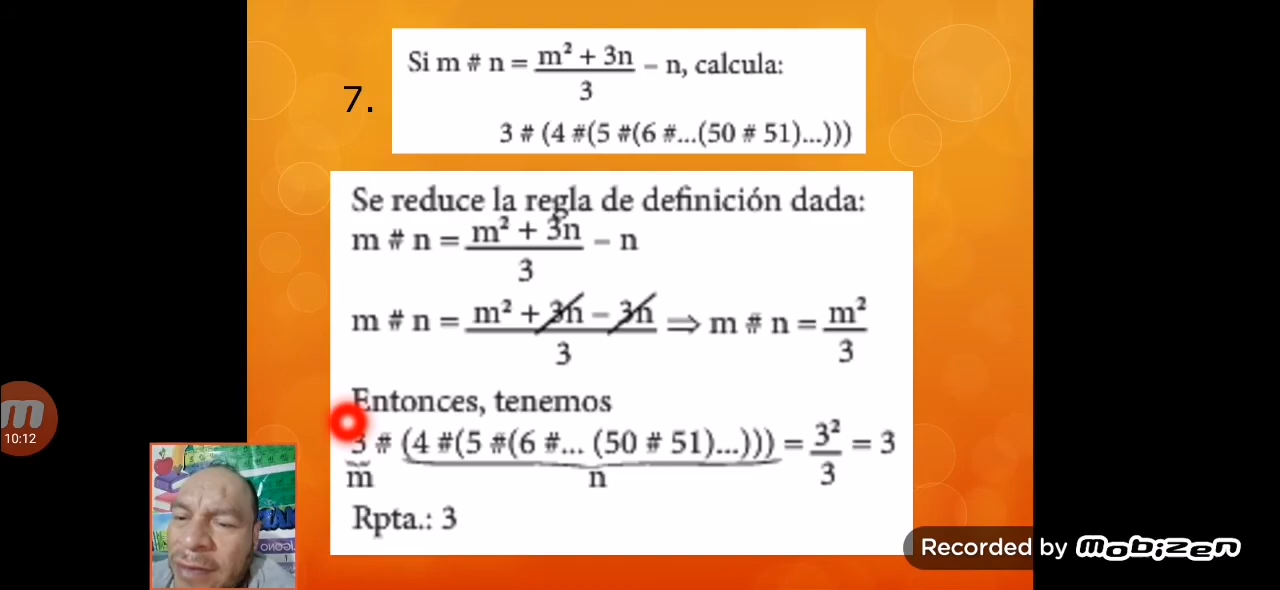 7.
Si m # n = (m² + 3n)/3 – n, calcula:
3 # (4 #(5 #(6 #...(50 # 51)...)))
Se reduce la regla de definición dada:
m # n = (m² + 3n)/3 – n
m # n = (m² + 3n – 3n)/3 ⇒ m # n = m²/3
Entonces, tenemos
3 # (4 #(5 #(6 #... (50 # 51)...))) = 3²/3 = 3
m n
Rpta.: 3
10:12
Recorded by mobizen